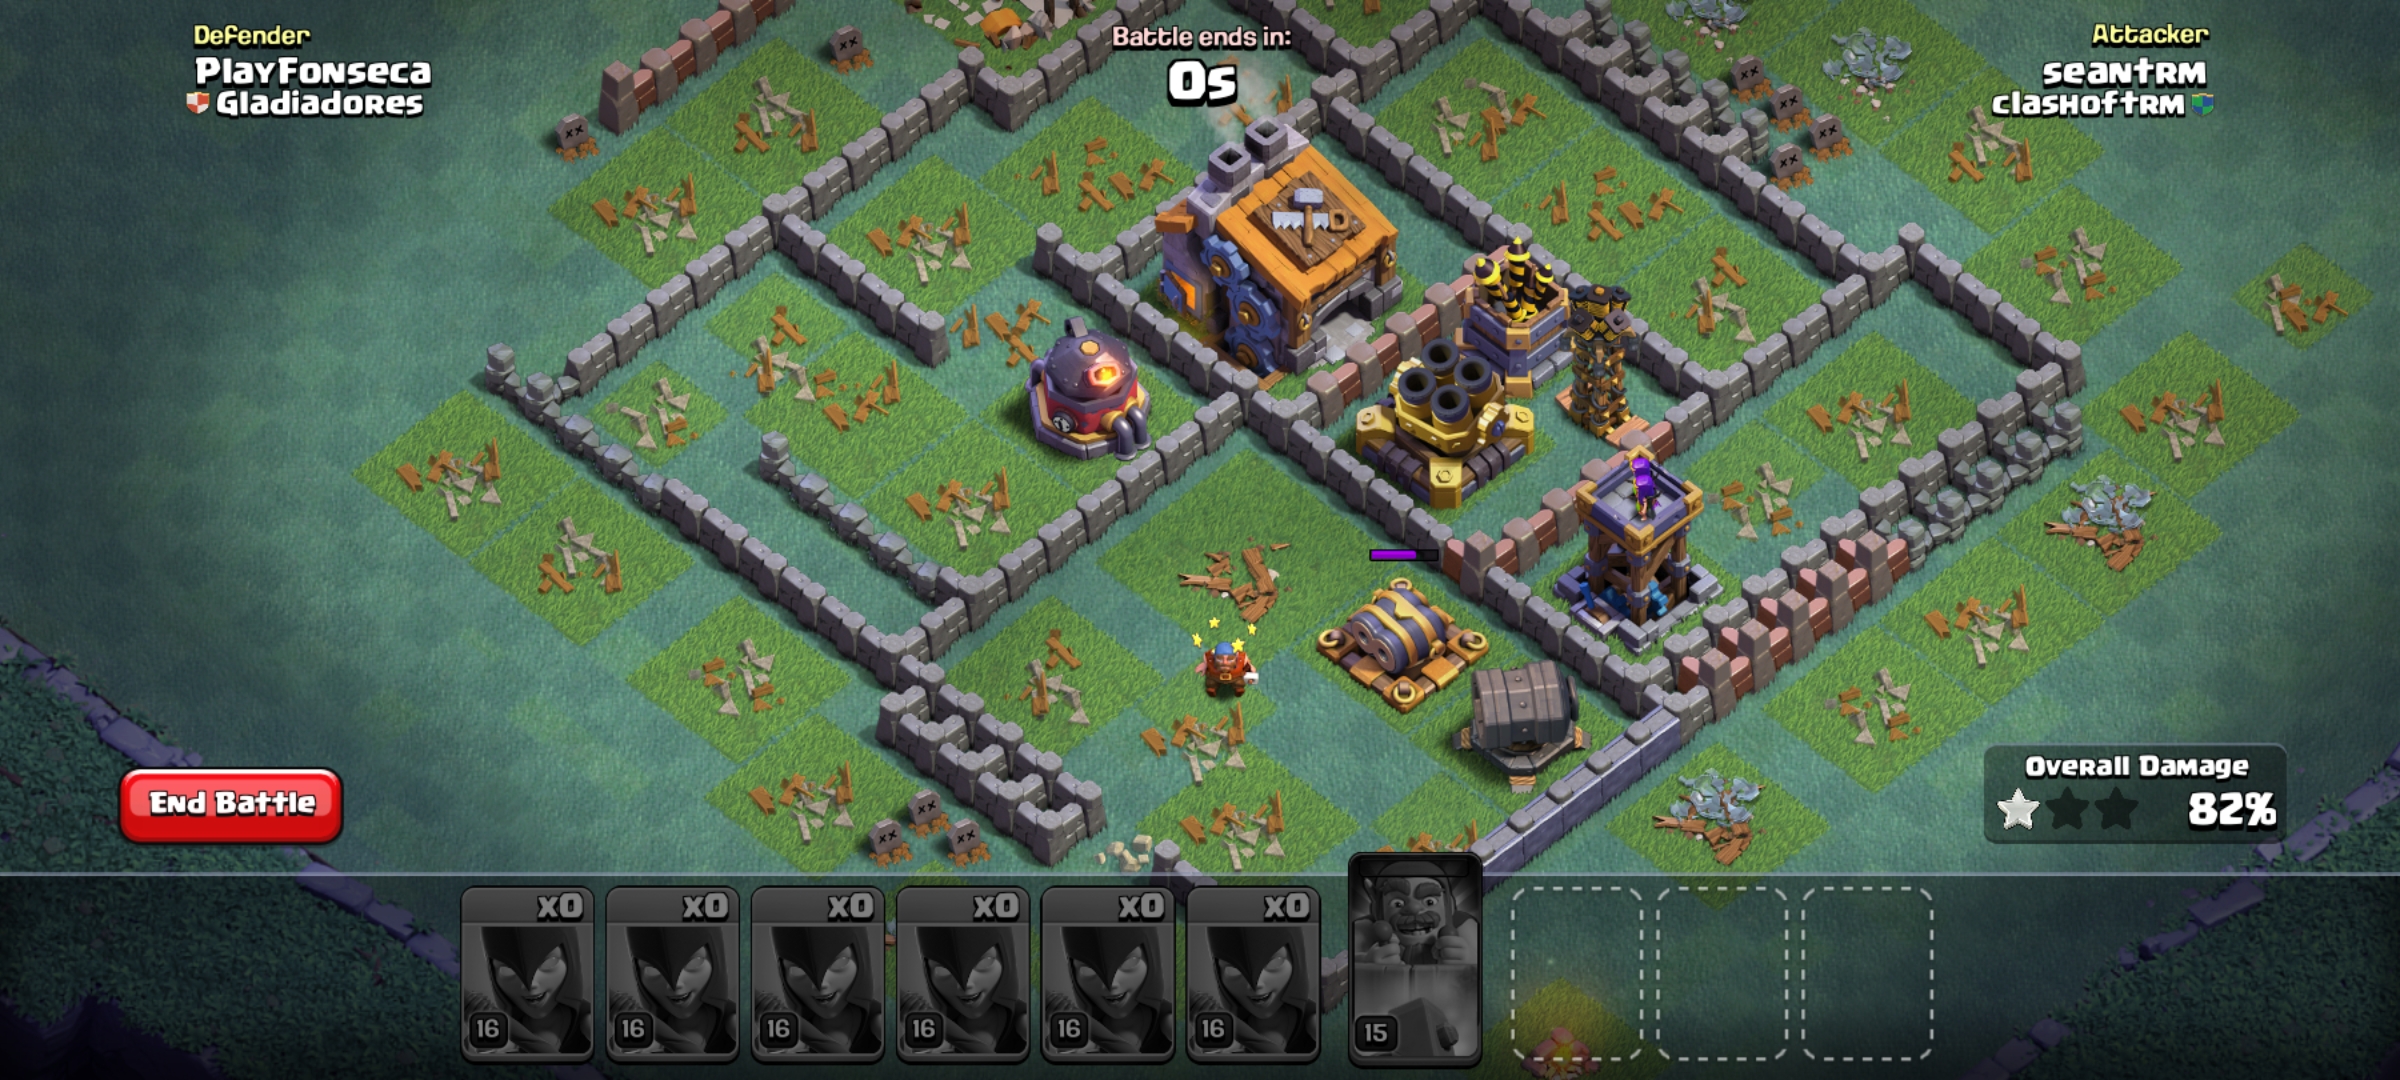 Defender
PlayFonseca
Gladiadores
Battle ends in:
0s
Attacker
seantRM
clashoftRM
End Battle
Overall Damage
82%
x0
x0
x0
x0
x0
x0
16
16
16
16
16
16
15